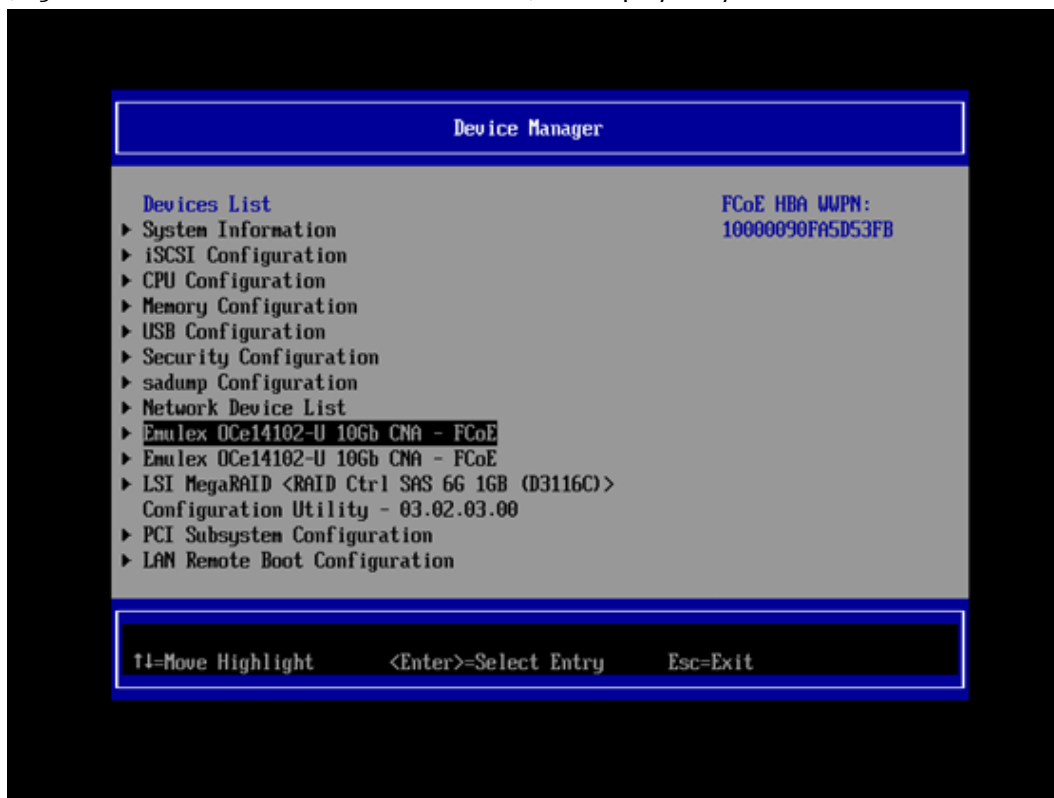 Device Manager
Devices List
FCoE HBA WWPN:
▶ System Information
10000090FA5D53FB
▶ iSCSI Configuration
▶ CPU Configuration
▶ Memory Configuration
▶ USB Configuration
▶ Security Configuration
▶ sadump Configuration
▶ Network Device List
▶ Emulex OCe14102-U 10Gb CNA - FCoE
▶ Emulex OCe14102-U 10Gb CNA - FCoE
▶ LSI MegaRAID <RAID Ctrl SAS 6G 1GB (D3116C)>
Configuration Utility - 03.02.03.00
▶ PCI Subsystem Configuration
▶ LAN Remote Boot Configuration
↑↓=Move Highlight <Enter>=Select Entry Esc=Exit